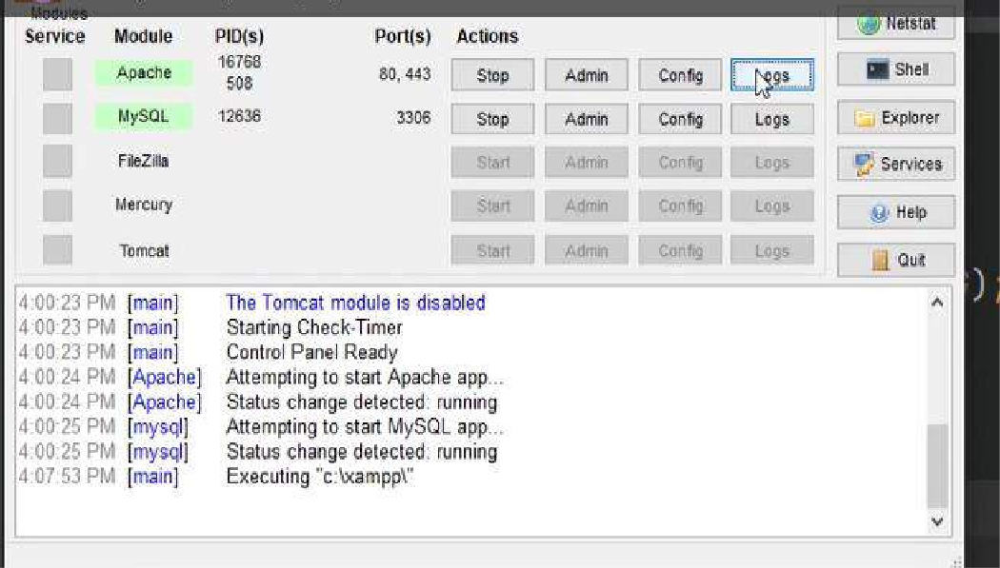 Modules
Service Module PID(s) Port(s) Actions
Apache 16768 508 80, 443 Stop Admin Config Logs
MySQL 12636 3306 Stop Admin Config Logs
FileZilla Start Admin Config Logs
Mercury Start Admin Config Logs
Tomcat Start Admin Config Logs
Netstat
Shell
Explorer
Services
Help
Quit
4:00:23 PM [main] The Tomcat module is disabled
4:00:23 PM [main] Starting Check-Timer
4:00:23 PM [main] Control Panel Ready
4:00:24 PM [Apache] Attempting to start Apache app...
4:00:24 PM [Apache] Status change detected: running
4:00:25 PM [mysql] Attempting to start MySQL app...
4:00:25 PM [mysql] Status change detected: running
4:07:53 PM [main] Executing "c:\xampp\"